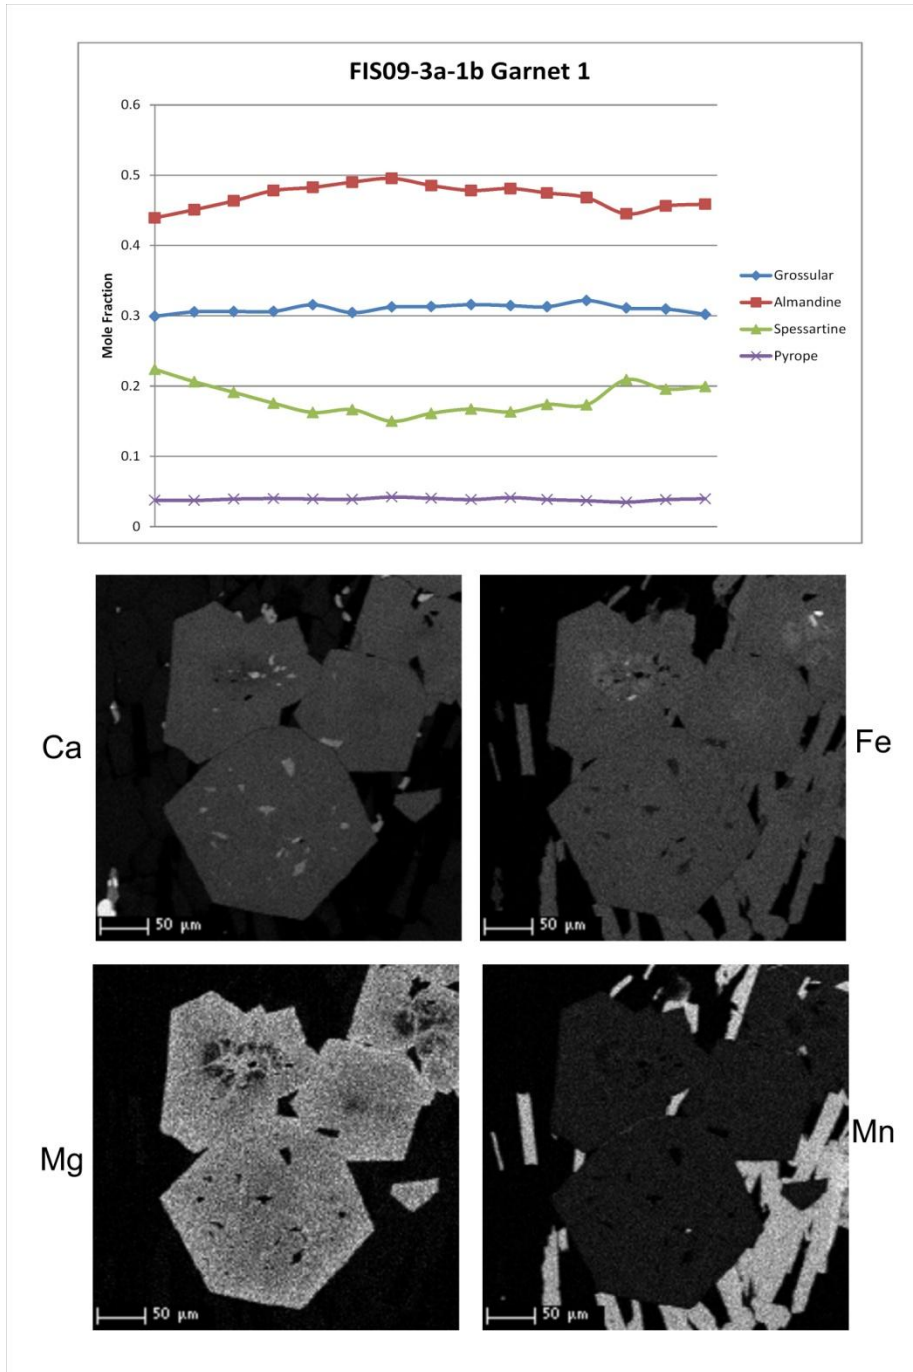 FIS09-3a-1b Garnet 1
0.6
0.5
0.4
0.3
0.2
0.1
0
Mole Fraction
Grossular
Almandine
Spessartine
Pyrope
Ca
Fe
50 µm
50 µm
Mg
Mn
50 µm
50 µm